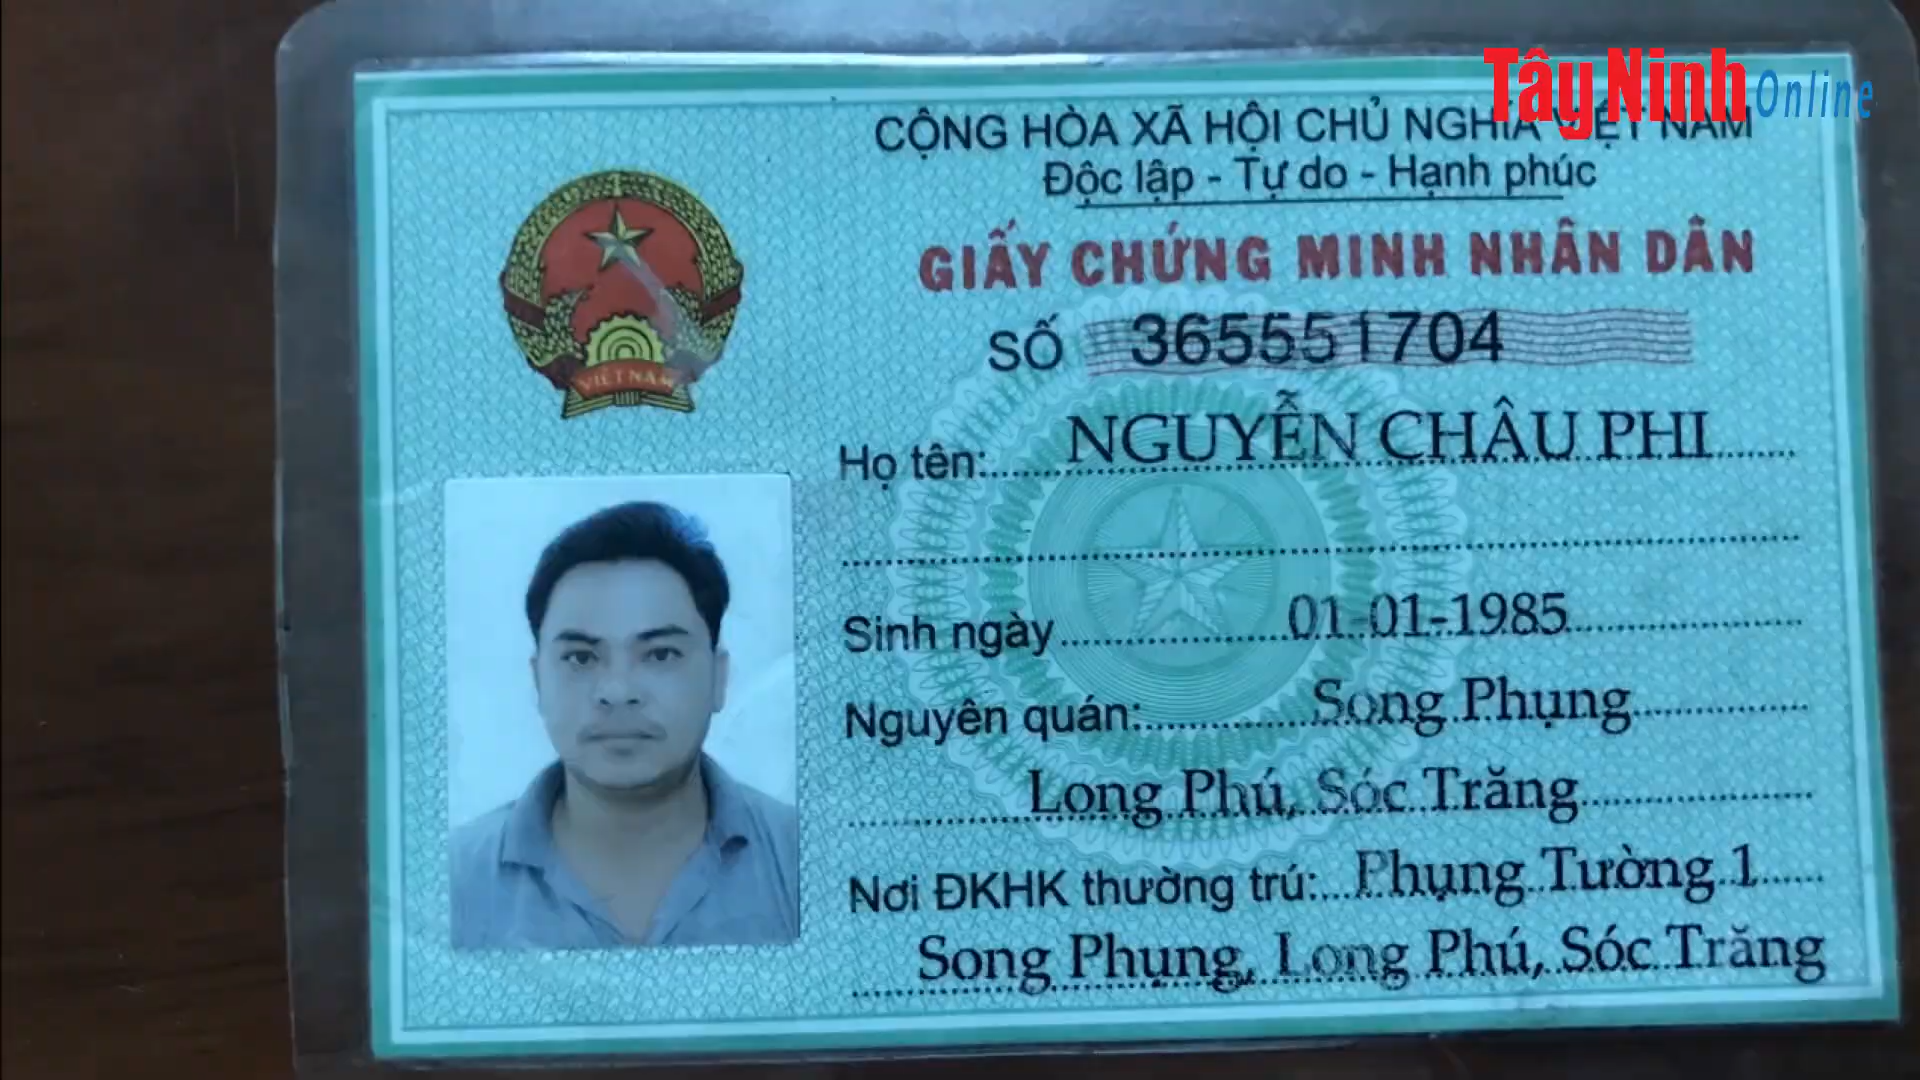 Tây Ninh Online
CỘNG HÒA XÃ HỘI CHỦ NGHĨA VIỆT NAM
Độc lập - Tự do - Hạnh phúc
GIẤY CHỨNG MINH NHÂN DÂN
SỐ 365551704
Họ tên: NGUYỄN CHÂU PHI
Sinh ngày 01-01-1985
Nguyên quán: Song Phụng
Long Phú, Sóc Trăng
Nơi ĐKHK thường trú: Phụng Tường 1
Song Phụng, Long Phú, Sóc Trăng
VIỆT NAM